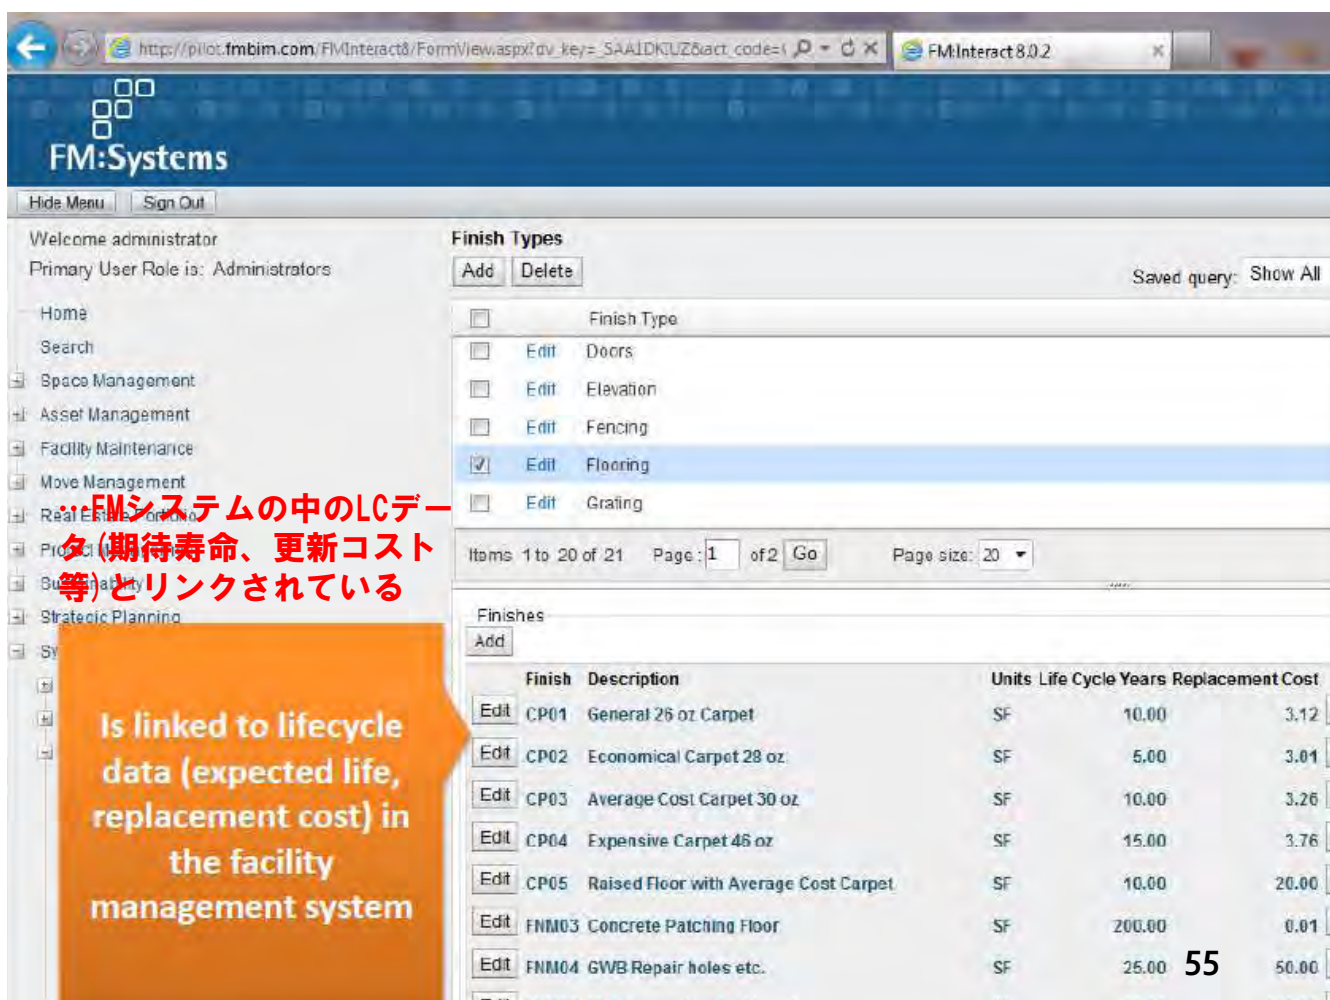 http://pilot.fmbim.com/FMInteract8/FormView.aspx?dv_key=_SAA1DKIUZ&act_code=
FM:Interact 8.0.2
FM:Systems
Hide Menu
Sign Out
Welcome administrator
Primary User Role is: Administrators
Home
Search
Space Management
Asset Management
Facility Maintenance
Move Management
Real Estate Portfolio
Project Management
Sustainability
Strategic Planning
Sy
…FMシステムの中のLCデー
タ(期待寿命、更新コスト
等)とリンクされている
Is linked to lifecycle
data (expected life,
replacement cost) in
the facility
management system
Finish Types
Add Delete
Saved query: Show All
Finish Type
Edit Doors
Edit Elevation
Edit Fencing
Edit Flooring
Edit Grating
Items 1 to 20 of 21 Page: 1 of 2 Go Page size: 20
Finishes
Add
Finish Description Units Life Cycle Years Replacement Cost
Edit CP01 General 26 oz Carpet SF 10.00 3.12
Edit CP02 Economical Carpet 28 oz SF 5.00 3.01
Edit CP03 Average Cost Carpet 30 oz SF 10.00 3.26
Edit CP04 Expensive Carpet 46 oz SF 15.00 3.76
Edit CP05 Raised Floor with Average Cost Carpet SF 10.00 20.00
Edit FNM03 Concrete Patching Floor SF 200.00 0.01
Edit FNM04 GWB Repair holes etc. SF 25.00 50.00
55